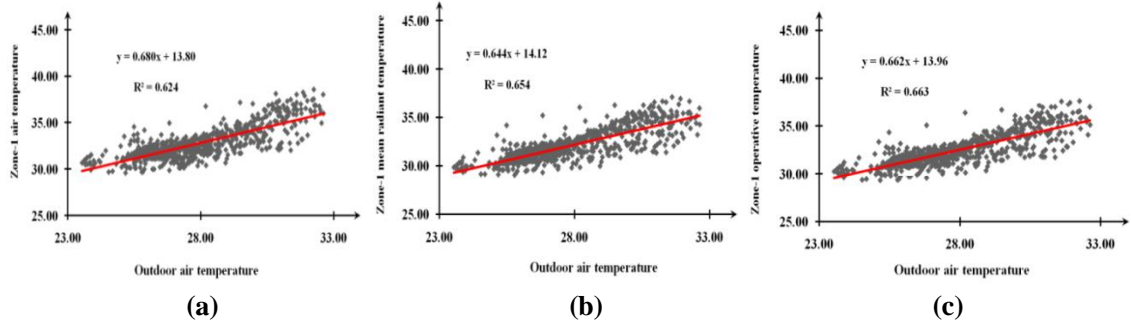 Zone-1 air temperature
45.00
40.00
35.00
30.00
25.00
y = 0.680x + 13.80
R² = 0.624
23.00 28.00 33.00
Outdoor air temperature
(a)
Zone-1 mean radiant temperature
45.00
40.00
35.00
30.00
25.00
y = 0.644x + 14.12
R² = 0.654
23.00 28.00 33.00
Outdoor air temperature
(b)
Zone-1 operative temperature
45.00
40.00
35.00
30.00
25.00
y = 0.662x + 13.96
R² = 0.663
23.00 28.00 33.00
Outdoor air temperature
(c)